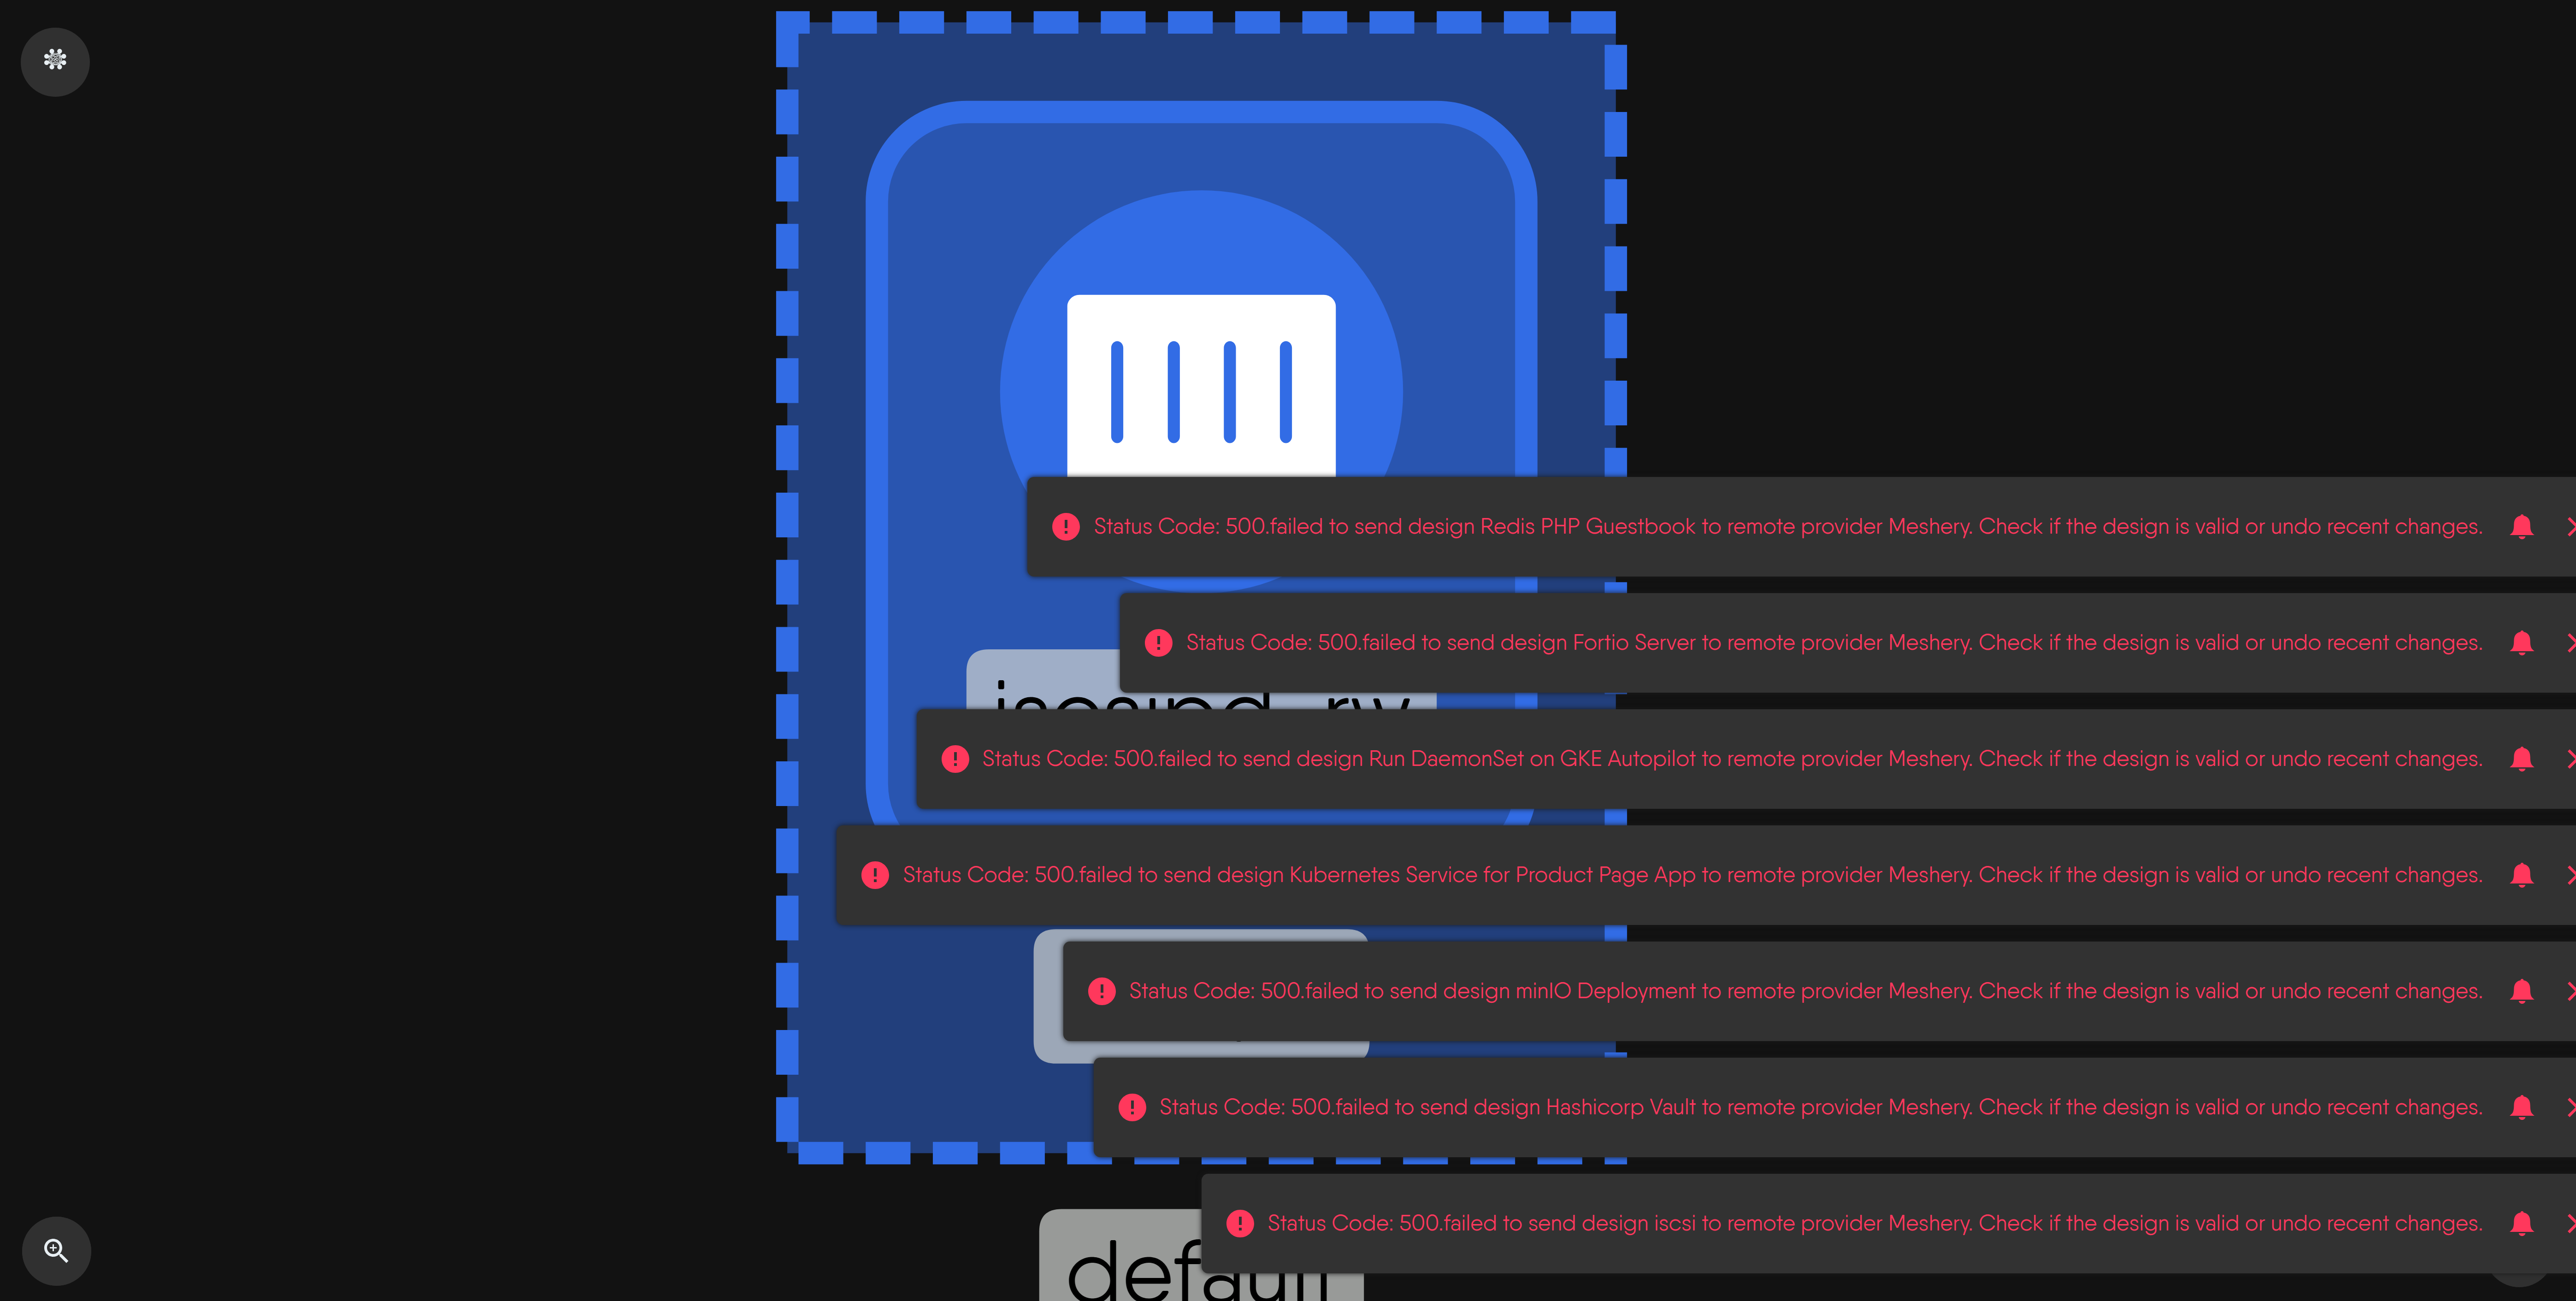 Status Code: 500.failed to send design Redis PHP Guestbook to remote provider Meshery. Check if the design is valid or undo recent changes.
Status Code: 500.failed to send design Fortio Server to remote provider Meshery. Check if the design is valid or undo recent changes.
Status Code: 500.failed to send design Run DaemonSet on GKE Autopilot to remote provider Meshery. Check if the design is valid or undo recent changes.
Status Code: 500.failed to send design Kubernetes Service for Product Page App to remote provider Meshery. Check if the design is valid or undo recent changes.
Status Code: 500.failed to send design minIO Deployment to remote provider Meshery. Check if the design is valid or undo recent changes.
Status Code: 500.failed to send design Hashicorp Vault to remote provider Meshery. Check if the design is valid or undo recent changes.
Status Code: 500.failed to send design iscsi to remote provider Meshery. Check if the design is valid or undo recent changes.
default